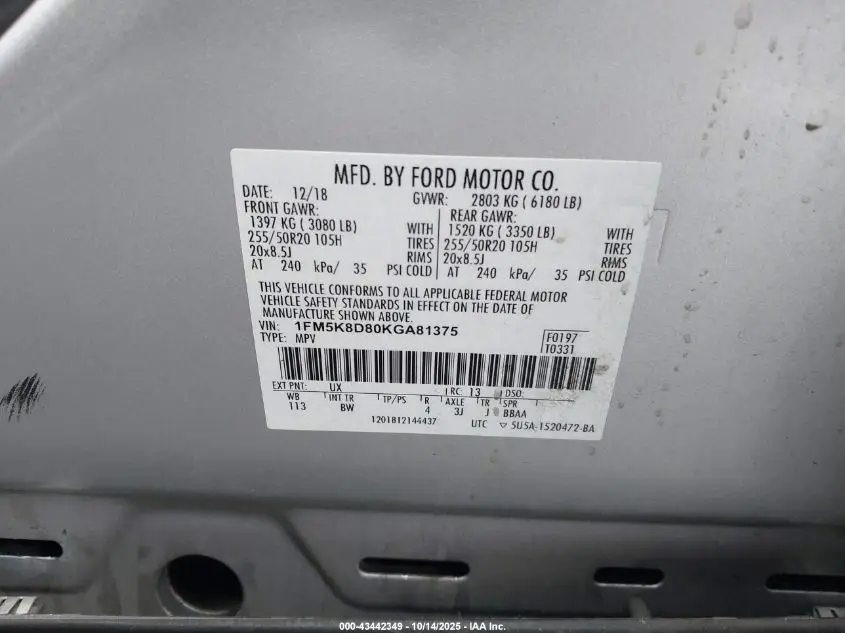 MFD. BY FORD MOTOR CO.
DATE: 12/18 GVWR: 2803 KG ( 6180 LB)
FRONT GAWR: REAR GAWR:
1397 KG ( 3080 LB) WITH 1520 KG ( 3350 LB) WITH
255/50R20 105H TIRES 255/50R20 105H TIRES
20x8.5J RIMS 20x8.5J RIMS
AT 240 kPa/ 35 PSI COLD AT 240 kPa/ 35 PSI COLD
THIS VEHICLE CONFORMS TO ALL APPLICABLE FEDERAL MOTOR
VEHICLE SAFETY STANDARDS IN EFFECT ON THE DATE OF
MANUFACTURE SHOWN ABOVE.
VIN: 1FM5K8D80KGA81375 F0197
TYPE: MPV T0331
EXT PNT: UX RC: 13 DSO:
WB INT TR TP/PS R AXLE TR SPR
113 BW 4 3J J BBAA
1201812144437 UTC ▽ 5U5A-1520472-BA
000-43442349 - 10/14/2025 - IAA Inc.